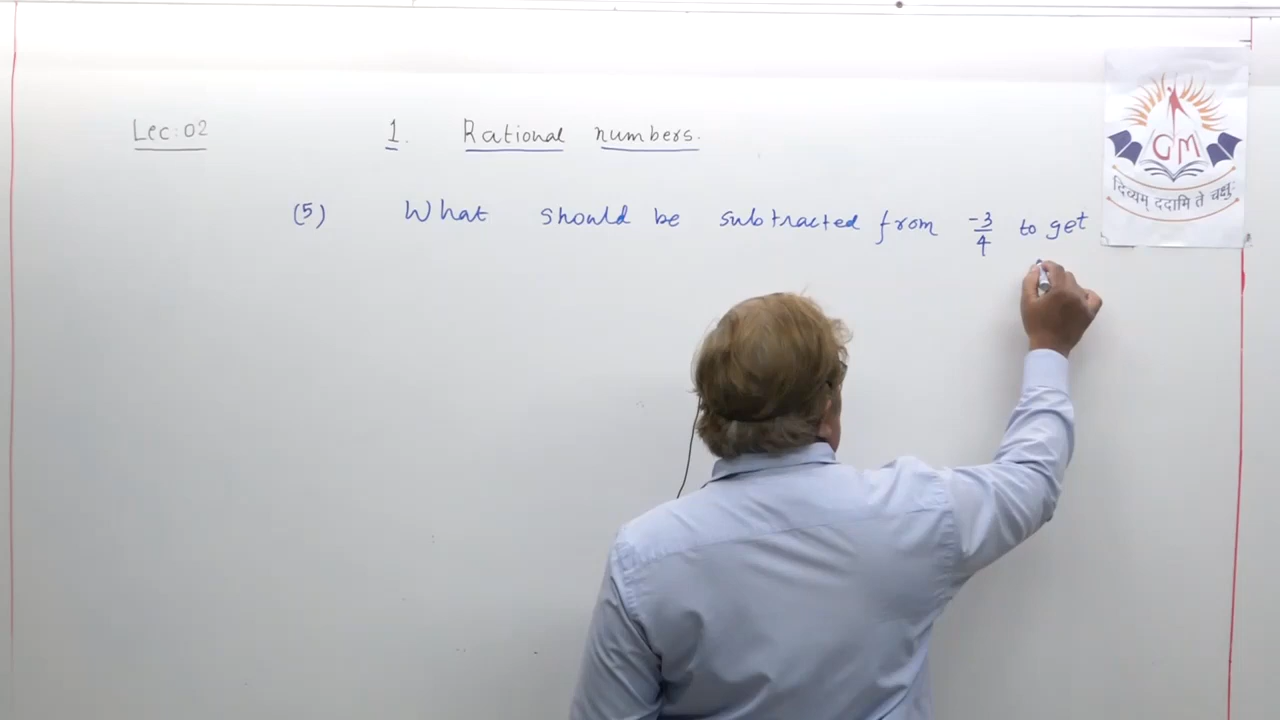 Lec:02 1. Rational numbers.
(5) What should be subtracted from -3/4 to get
GM
दिव्यम् ददामि ते चक्षुः